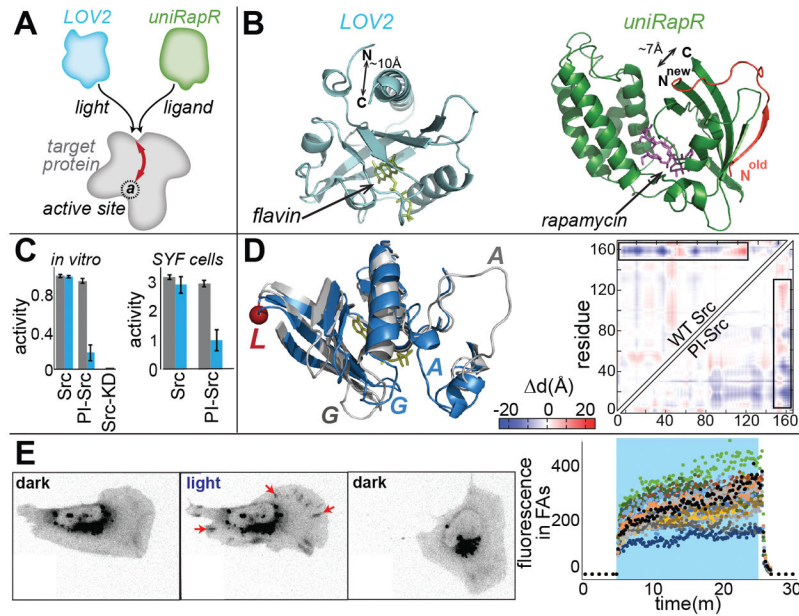 A
LOV2
uniRapR
light
ligand
target
protein
a
active site
B
LOV2
N
~10Å
C
flavin
uniRapR
~7Å
C
N new
N old
rapamycin
C
in vitro
SYF cells
activity
0.8
0.4
0
Src
PI-Src
Src-KD
activity
3
2
1
0
Src
PI-Src
D
L
G
G
A
A
Δd(Å)
-20 0 20
residue
160
120
80
40
0
WT Src
PI-Src
0 40 80 120 160
E
dark
light
dark
fluorescence
in FAs
400
200
0
0 10 20 30
time(m)